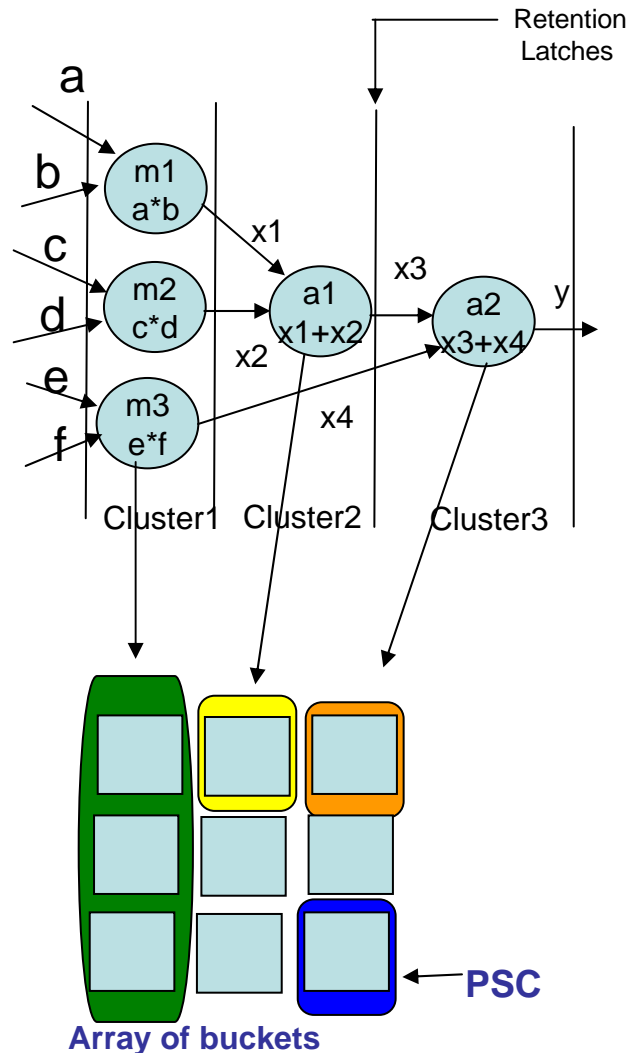 Retention
Latches
a
b
c
d
e
f
m1
a*b
m2
c*d
m3
e*f
x1
x2
a1
x1+x2
x3
x4
a2
x3+x4
y
Cluster1
Cluster2
Cluster3
PSC
Array of buckets